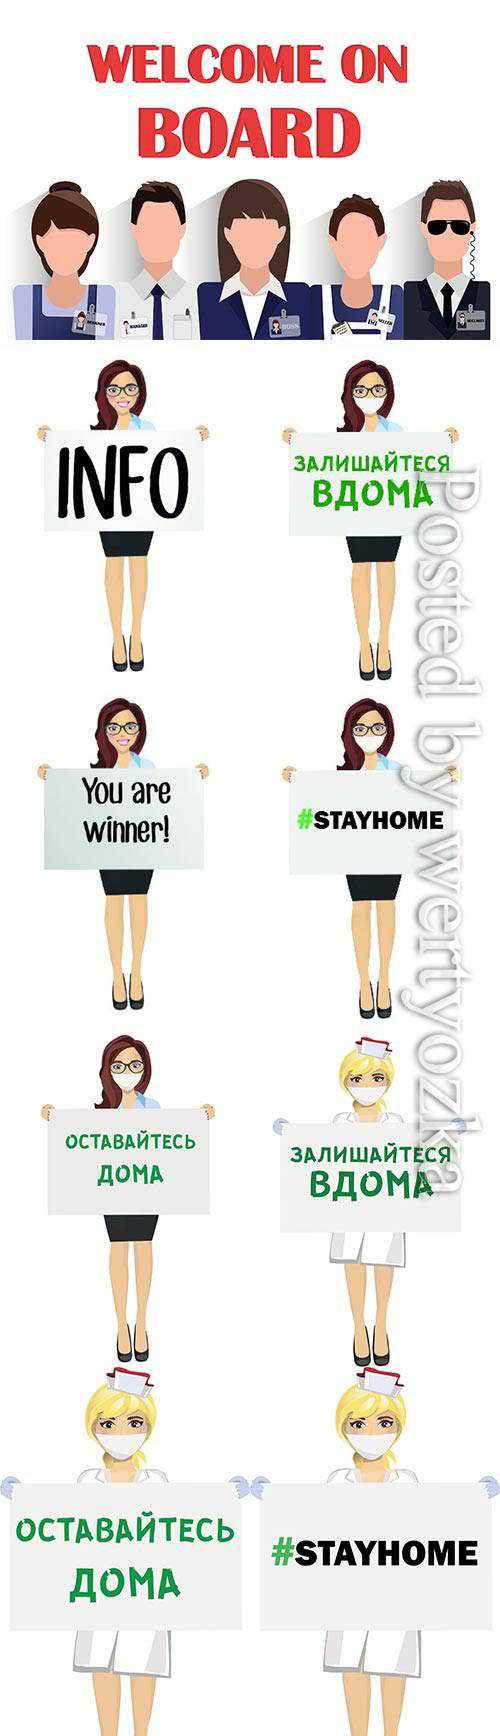 WELCOME ON
BOARD
DESIGNER
MANAGER
BOSS
SELLER
SECURITY
INFO
ЗАЛИШАЙТЕСЯ
ВДОМА
You are
winner!
#STAYHOME
ОСТАВАЙТЕСЬ
ДОМА
ЗАЛИШАЙТЕСЯ
ВДОМА
ОСТАВАЙТЕСЬ
ДОМА
#STAYHOME
Posted by wertyozka